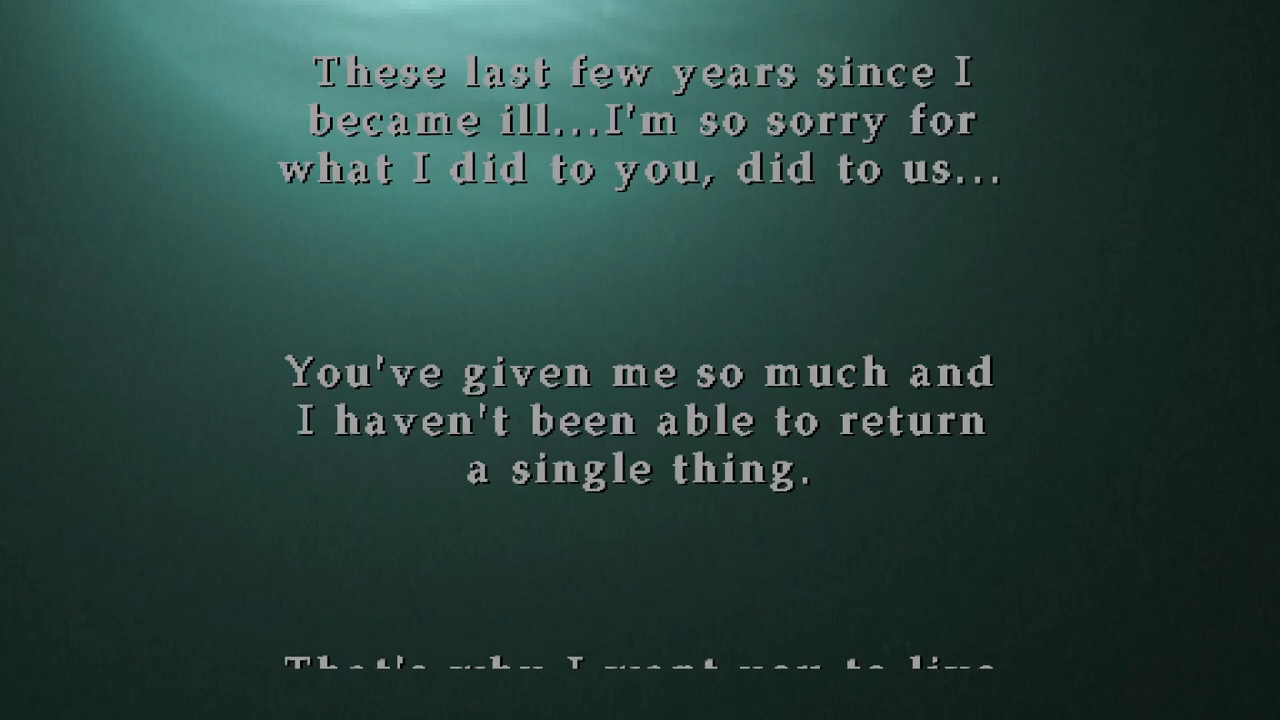 These last few years since I
became ill...I'm so sorry for
what I did to you, did to us...
You've given me so much and
I haven't been able to return
a single thing.
That's why I want you to live